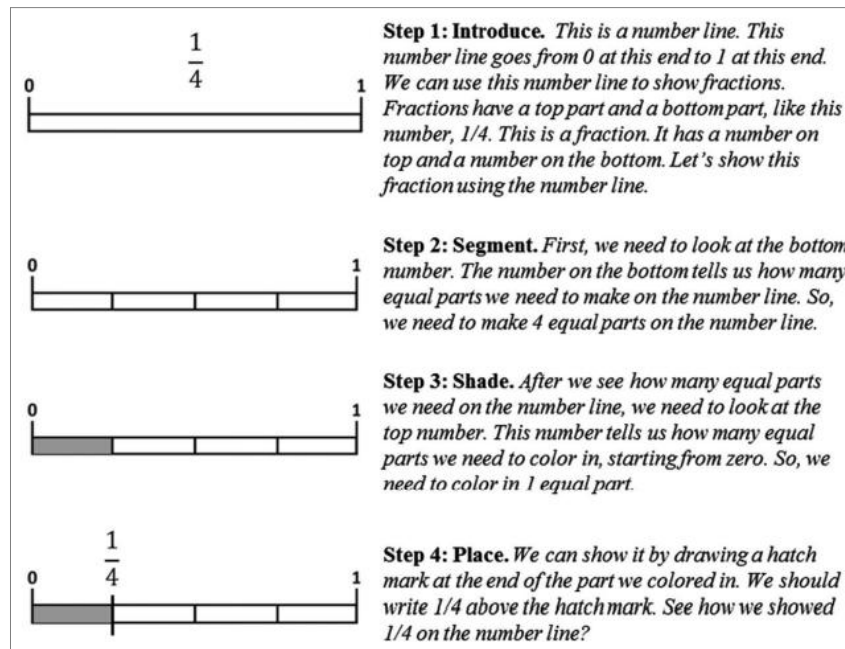 1/4
0 1
Step 1: Introduce. This is a number line. This
number line goes from 0 at this end to 1 at this end.
We can use this number line to show fractions.
Fractions have a top part and a bottom part, like this
number, 1/4. This is a fraction. It has a number on
top and a number on the bottom. Let's show this
fraction using the number line.
0 1
Step 2: Segment. First, we need to look at the bottom
number. The number on the bottom tells us how many
equal parts we need to make on the number line. So,
we need to make 4 equal parts on the number line.
0 1
Step 3: Shade. After we see how many equal parts
we need on the number line, we need to look at the
top number. This number tells us how many equal
parts we need to color in, starting from zero. So, we
need to color in 1 equal part.
1/4
0 1
Step 4: Place. We can show it by drawing a hatch
mark at the end of the part we colored in. We should
write 1/4 above the hatch mark. See how we showed
1/4 on the number line?